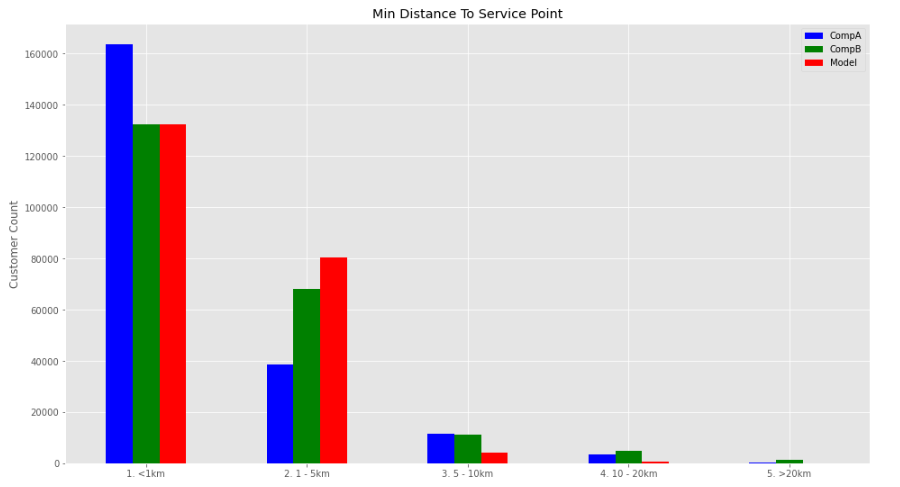 Min Distance To Service Point
CompA
CompB
Model
Customer Count
160000
140000
120000
100000
80000
60000
40000
20000
0
1. <1km
2. 1 - 5km
3. 5 - 10km
4. 10 - 20km
5. >20km